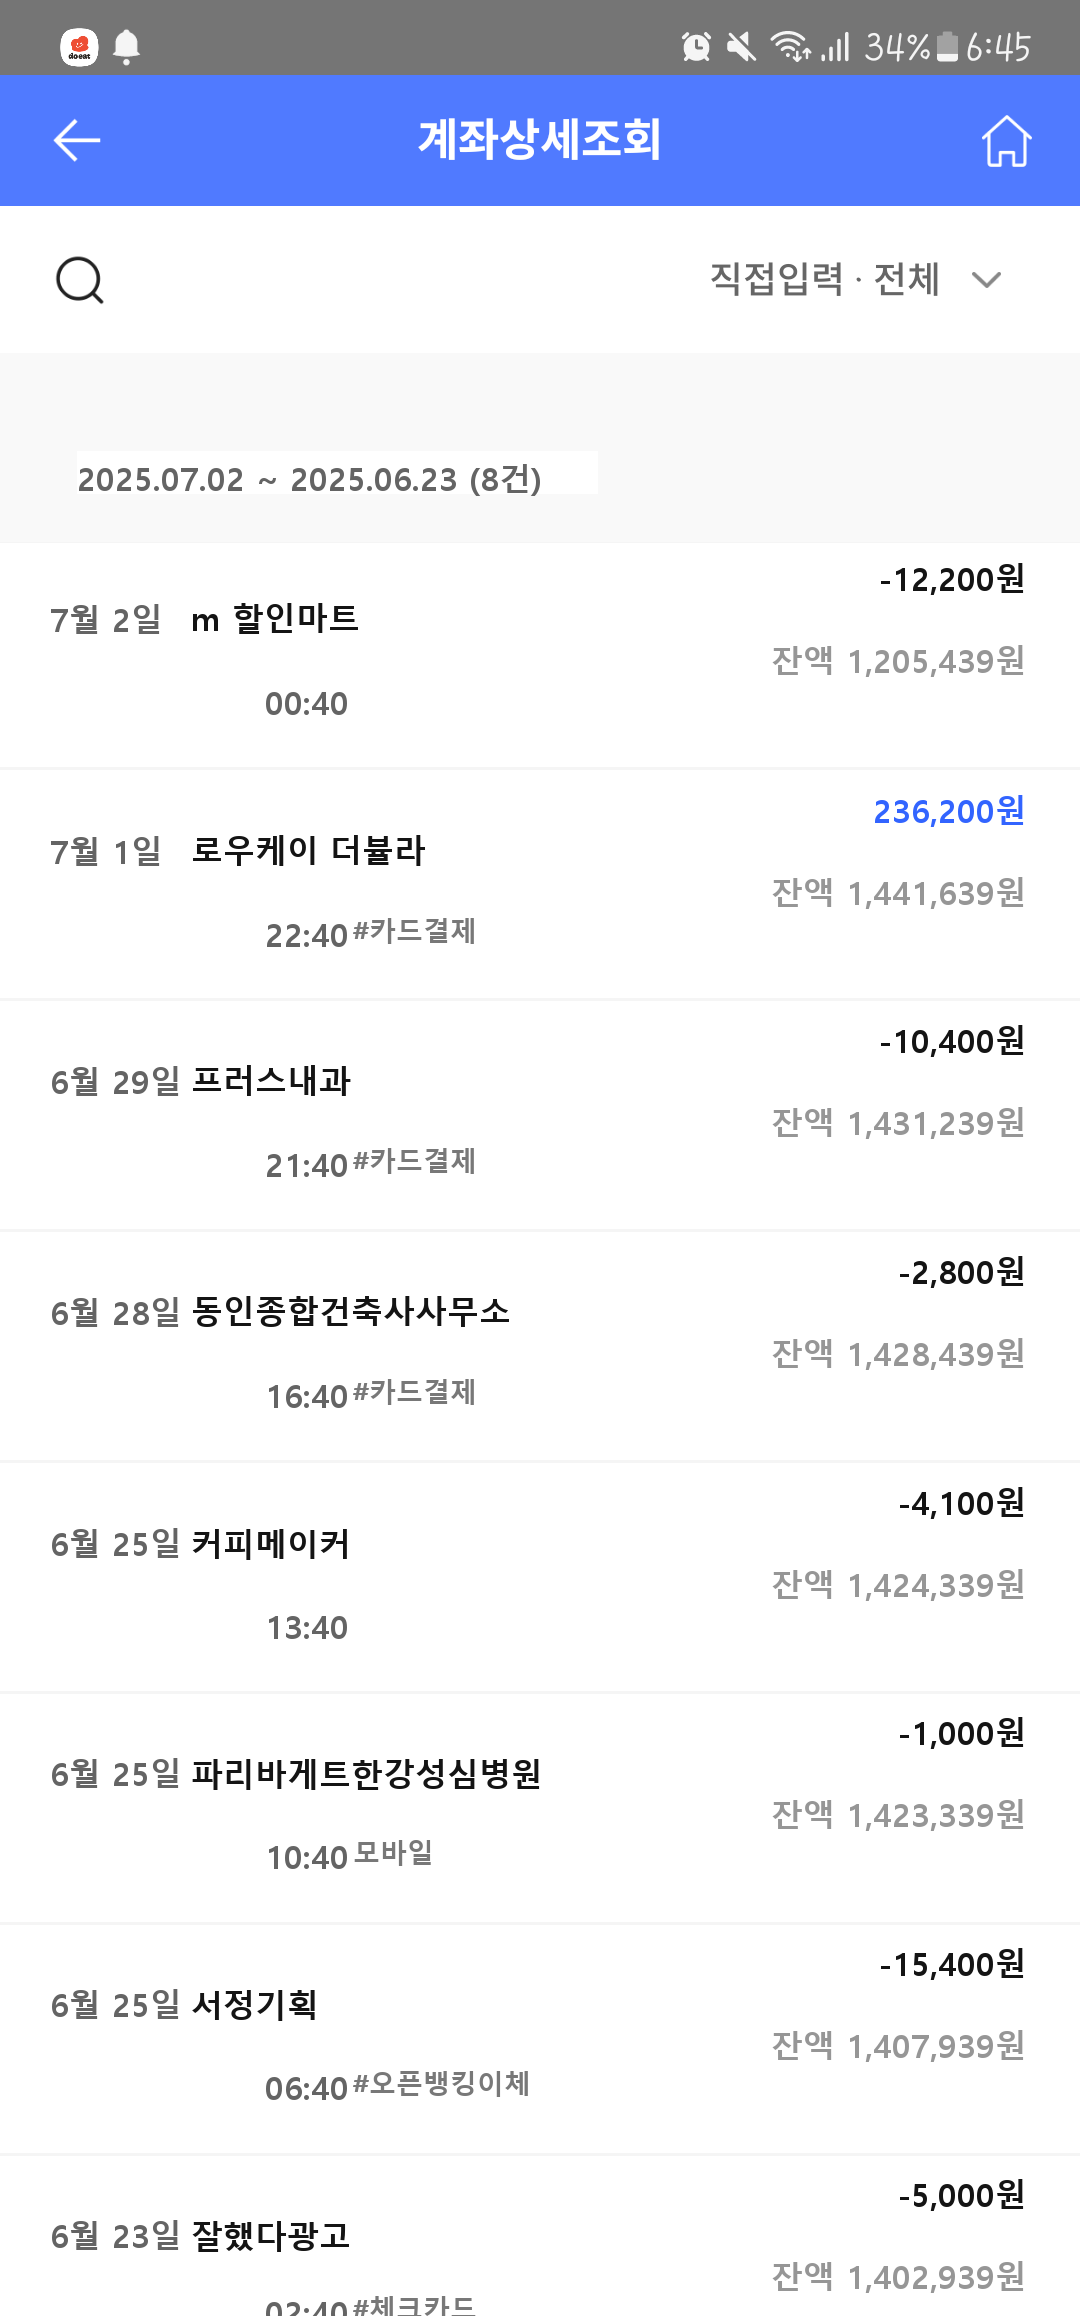 doeat
34% 6:45
계좌상세조회
직접입력 · 전체
2025.07.02 ~ 2025.06.23 (8건)
-12,200원
7월 2일 m 할인마트
잔액 1,205,439원
00:40
236,200원
7월 1일 로우케이 더뷸라
잔액 1,441,639원
22:40 #카드결제
-10,400원
6월 29일 프러스내과
잔액 1,431,239원
21:40 #카드결제
-2,800원
6월 28일 동인종합건축사사무소
잔액 1,428,439원
16:40 #카드결제
-4,100원
6월 25일 커피메이커
잔액 1,424,339원
13:40
-1,000원
6월 25일 파리바게트한강성심병원
잔액 1,423,339원
10:40 모바일
-15,400원
6월 25일 서정기획
잔액 1,407,939원
06:40 #오픈뱅킹이체
-5,000원
6월 23일 잘했다광고
잔액 1,402,939원
02:40 #체크카드